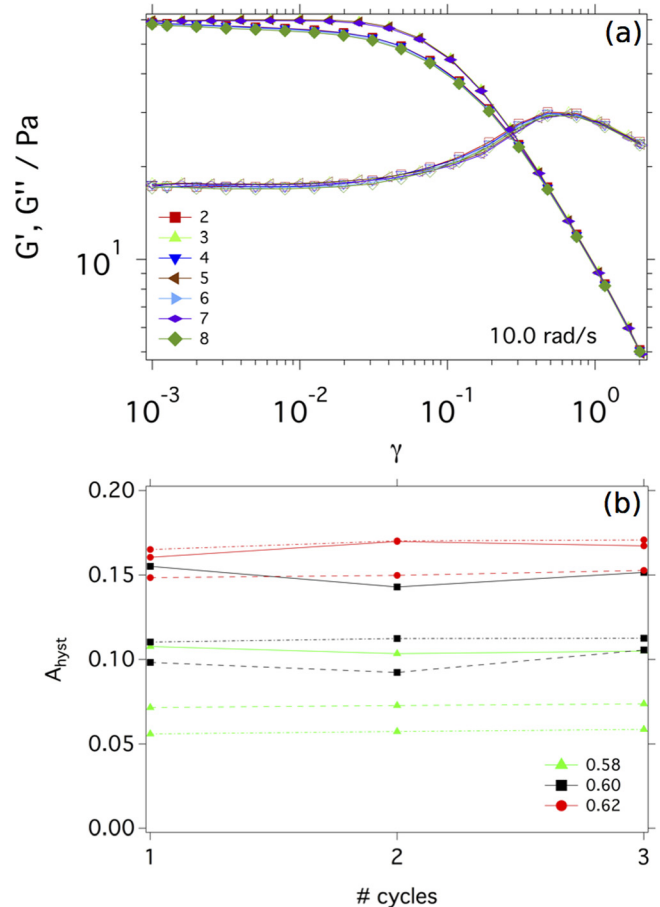 (a)
G', G'' / Pa
10¹
2
3
4
5
6
7
8
10.0 rad/s
10⁻³ 10⁻² 10⁻¹ 10⁰
γ
(b)
0.20
0.15
0.10
0.05
0.00
A_hyst
0.58
0.60
0.62
1 2 3
# cycles